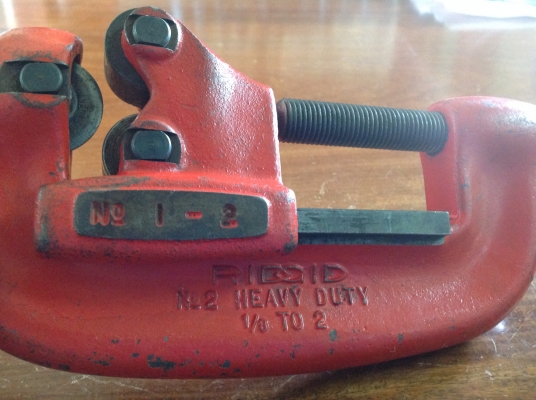 No 1 - 2
RIDGID
No 2 HEAVY DUTY
1/8 TO 2